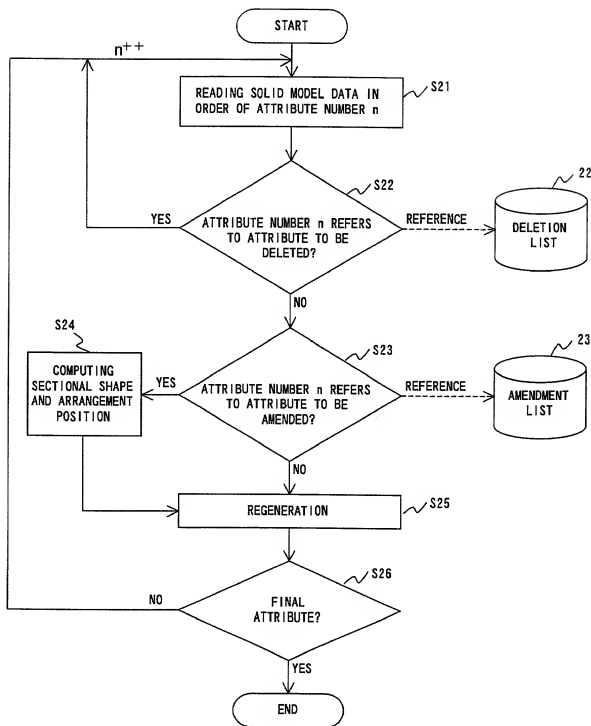 START
n++
READING SOLID MODEL DATA IN
ORDER OF ATTRIBUTE NUMBER n
S21
S22
22
YES
ATTRIBUTE NUMBER n REFERS
TO ATTRIBUTE TO BE
DELETED?
REFERENCE
DELETION
LIST
NO
S24
S23
23
COMPUTING
SECTIONAL SHAPE
AND ARRANGEMENT
POSITION
YES
ATTRIBUTE NUMBER n REFERS
TO ATTRIBUTE TO BE
AMENDED?
REFERENCE
AMENDMENT
LIST
NO
REGENERATION
S25
S26
NO
FINAL
ATTRIBUTE?
YES
END